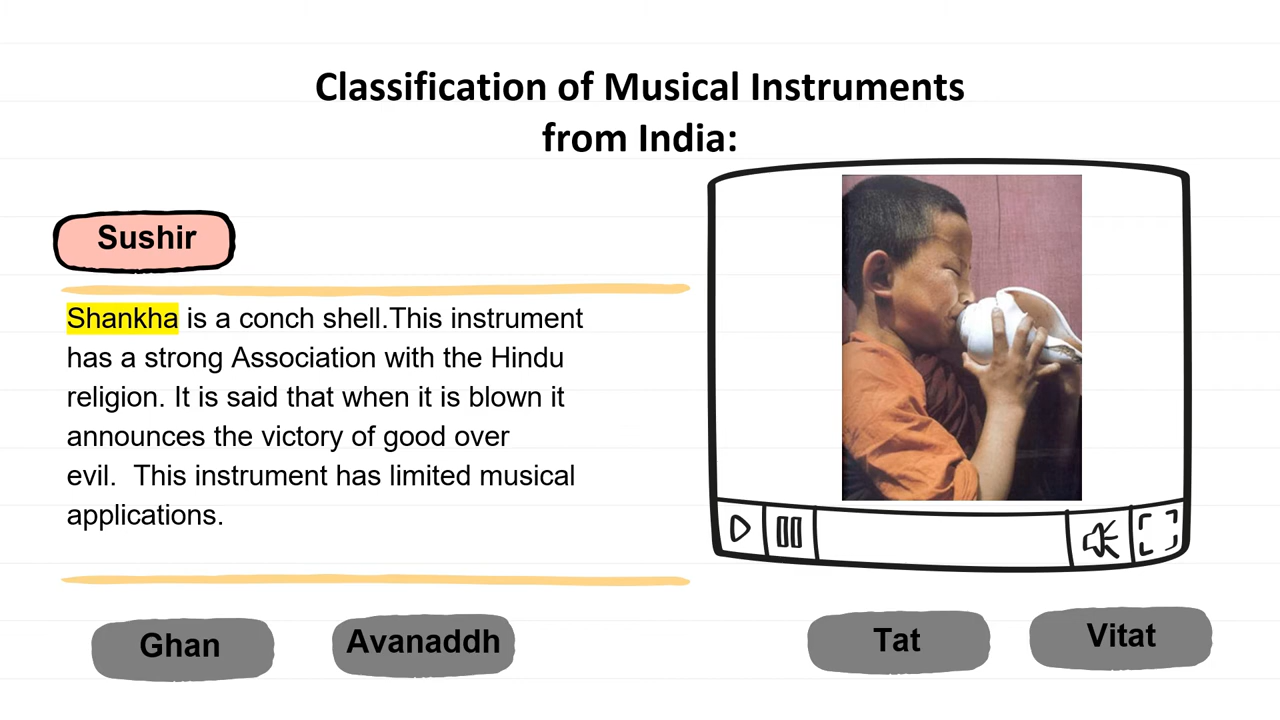 Classification of Musical Instruments
from India:
Sushir
Shankha is a conch shell.This instrument
has a strong Association with the Hindu
religion. It is said that when it is blown it
announces the victory of good over
evil.  This instrument has limited musical
applications.
Ghan
Avanaddh
Tat
Vitat